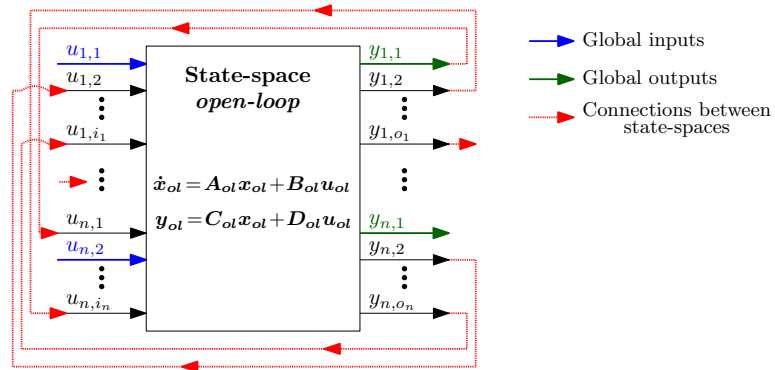 u₁,₁
u₁,₂
u₁,ᵢ₁
uₙ,₁
uₙ,₂
uₙ,ᵢₙ
State-space
open-loop
ẋₒₗ=Aₒₗxₒₗ+Bₒₗuₒₗ
yₒₗ=Cₒₗxₒₗ+Dₒₗuₒₗ
y₁,₁
y₁,₂
y₁,ₒ₁
yₙ,₁
yₙ,₂
yₙ,ₒₙ
Global inputs
Global outputs
Connections between
state-spaces